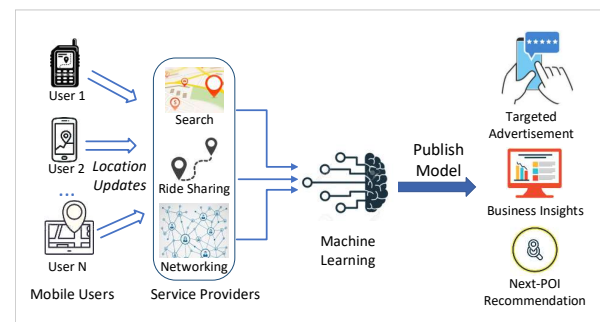 User 1
User 2
...
User N
Mobile Users
Location
Updates
Search
Ride Sharing
Networking
Service Providers
Machine
Learning
Publish
Model
Targeted
Advertisement
Business Insights
Next-POI
Recommendation